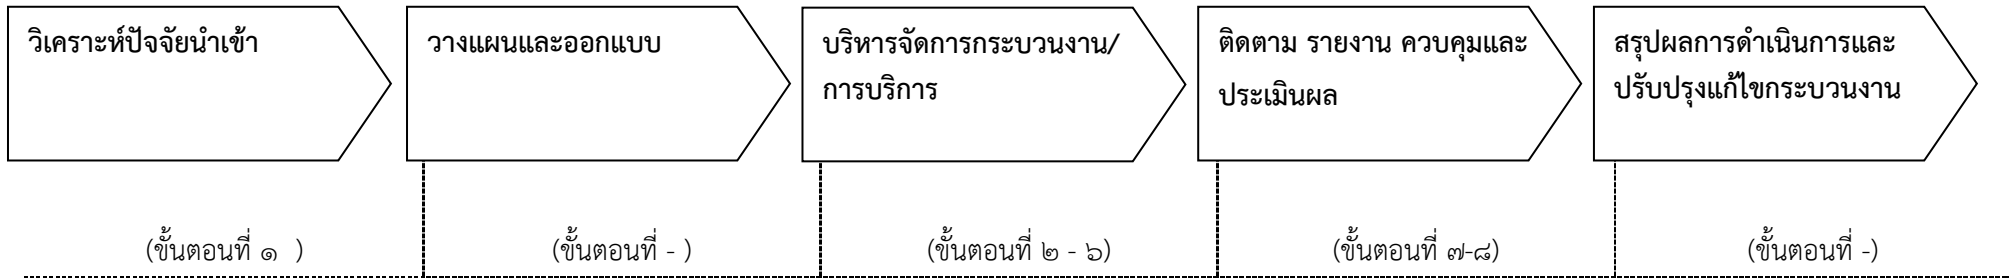 วิเคราะห์ปัจจัยนำเข้า
วางแผนและออกแบบ
บริหารจัดการกระบวนงาน/
การบริการ
ติดตาม รายงาน ควบคุมและ
ประเมินผล
สรุปผลการดำเนินการและ
ปรับปรุงแก้ไขกระบวนงาน
(ขั้นตอนที่ ๑ )
(ขั้นตอนที่ - )
(ขั้นตอนที่ ๒ - ๖)
(ขั้นตอนที่ ๗-๘)
(ขั้นตอนที่ -)